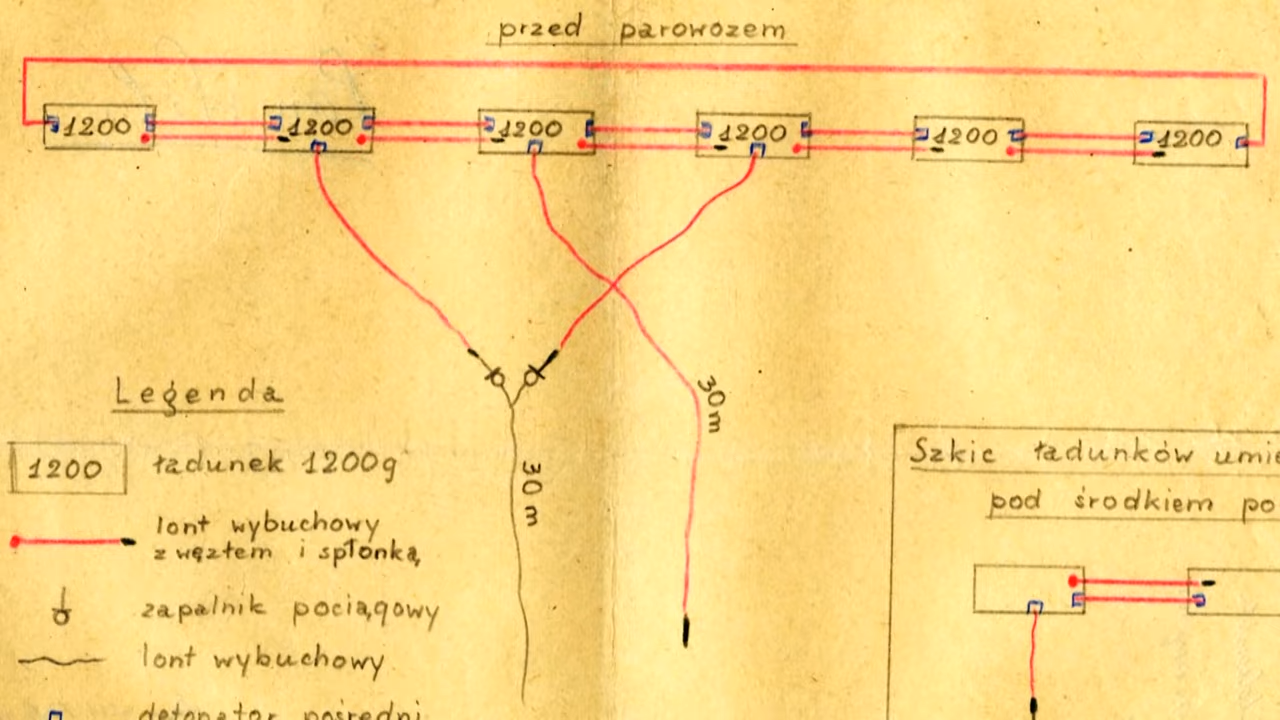 przed parowozem
1200 1200 1200 1200 1200 1200
30m
30m
Legenda
1200 ładunek 1200g
lont wybuchowy
z węzłem i spłonką
zapalnik pociągowy
lont wybuchowy
detonator pośredni
Szkic ładunków
pod środkiem